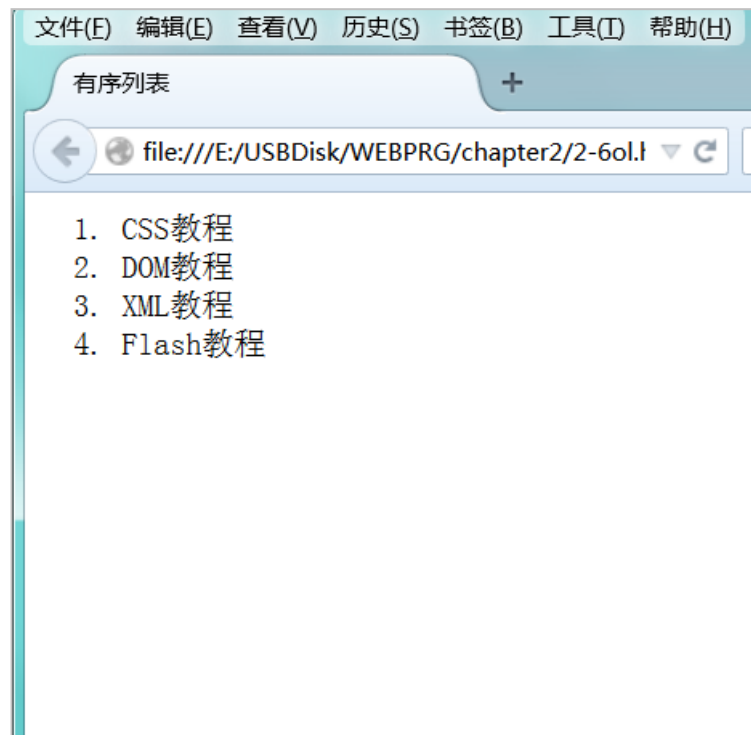 文件(F) 编辑(E) 查看(V) 历史(S) 书签(B) 工具(T) 帮助(H)
有序列表
file:///E:/USBDisk/WEBPRG/chapter2/2-6ol.h
1. CSS教程
2. DOM教程
3. XML教程
4. Flash教程